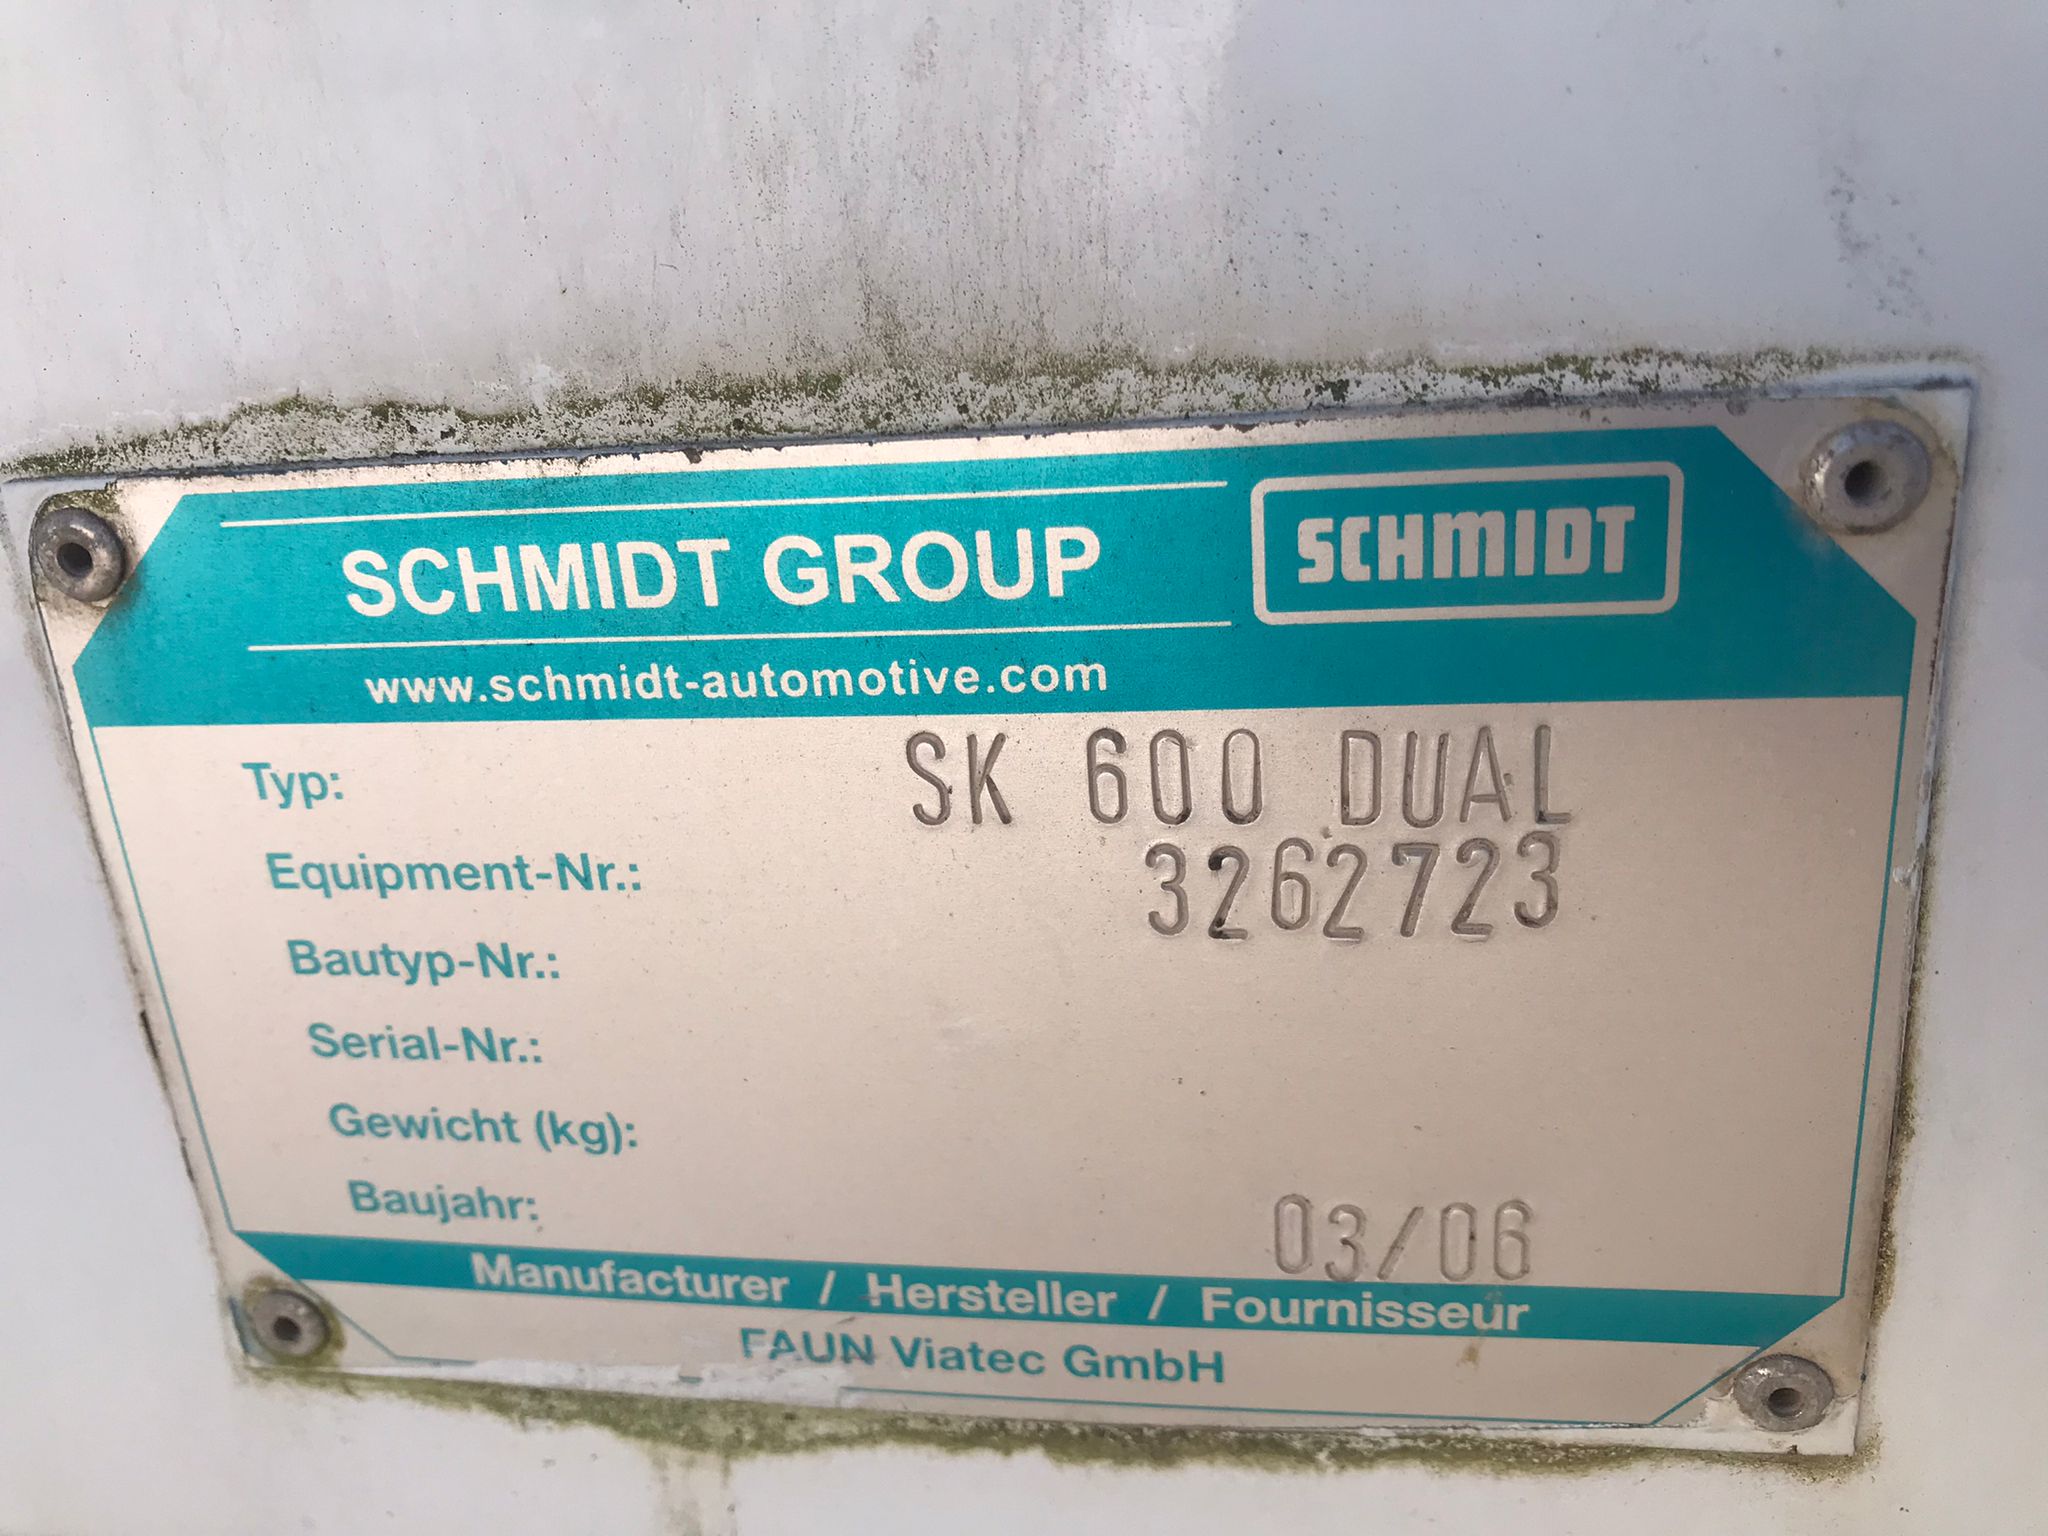 SCHMIDT GROUP
SCHMIDT
www.schmidt-automotive.com
Typ: SK 600 DUAL
Equipment-Nr.: 3262723
Bautyp-Nr.:
Serial-Nr.:
Gewicht (kg):
Baujahr: 03/06
Manufacturer / Hersteller / Fournisseur
FAUN Viatec GmbH